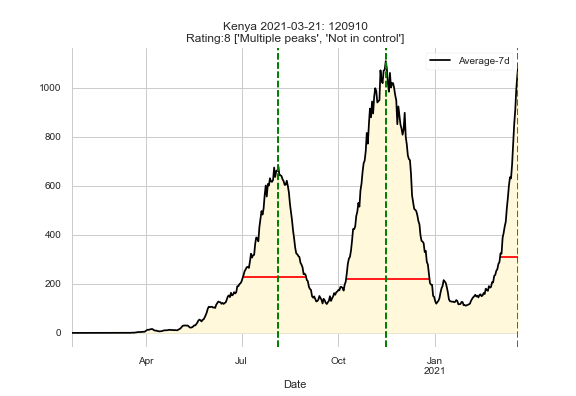 Kenya 2021-03-21: 120910
Rating:8 ['Multiple peaks', 'Not in control']
Average-7d
1000
800
600
400
200
0
Apr
Jul
Oct
Jan
2021
Date